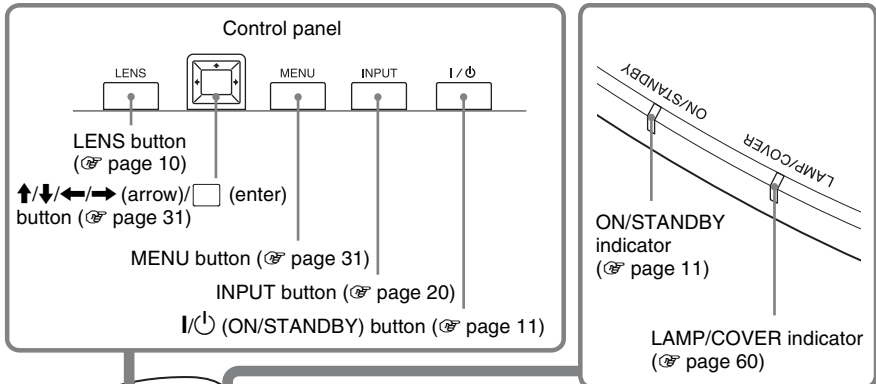 Control panel
LENS
MENU
INPUT
I/⏻
LENS button
(☞ page 10)
↑/↓/←/→ (arrow)/□ (enter)
button (☞ page 31)
MENU button (☞ page 31)
INPUT button (☞ page 20)
I/⏻ (ON/STANDBY) button (☞ page 11)
ON/STANDBY
LAMP/COVER
ON/STANDBY
indicator
(☞ page 11)
LAMP/COVER indicator
(☞ page 60)